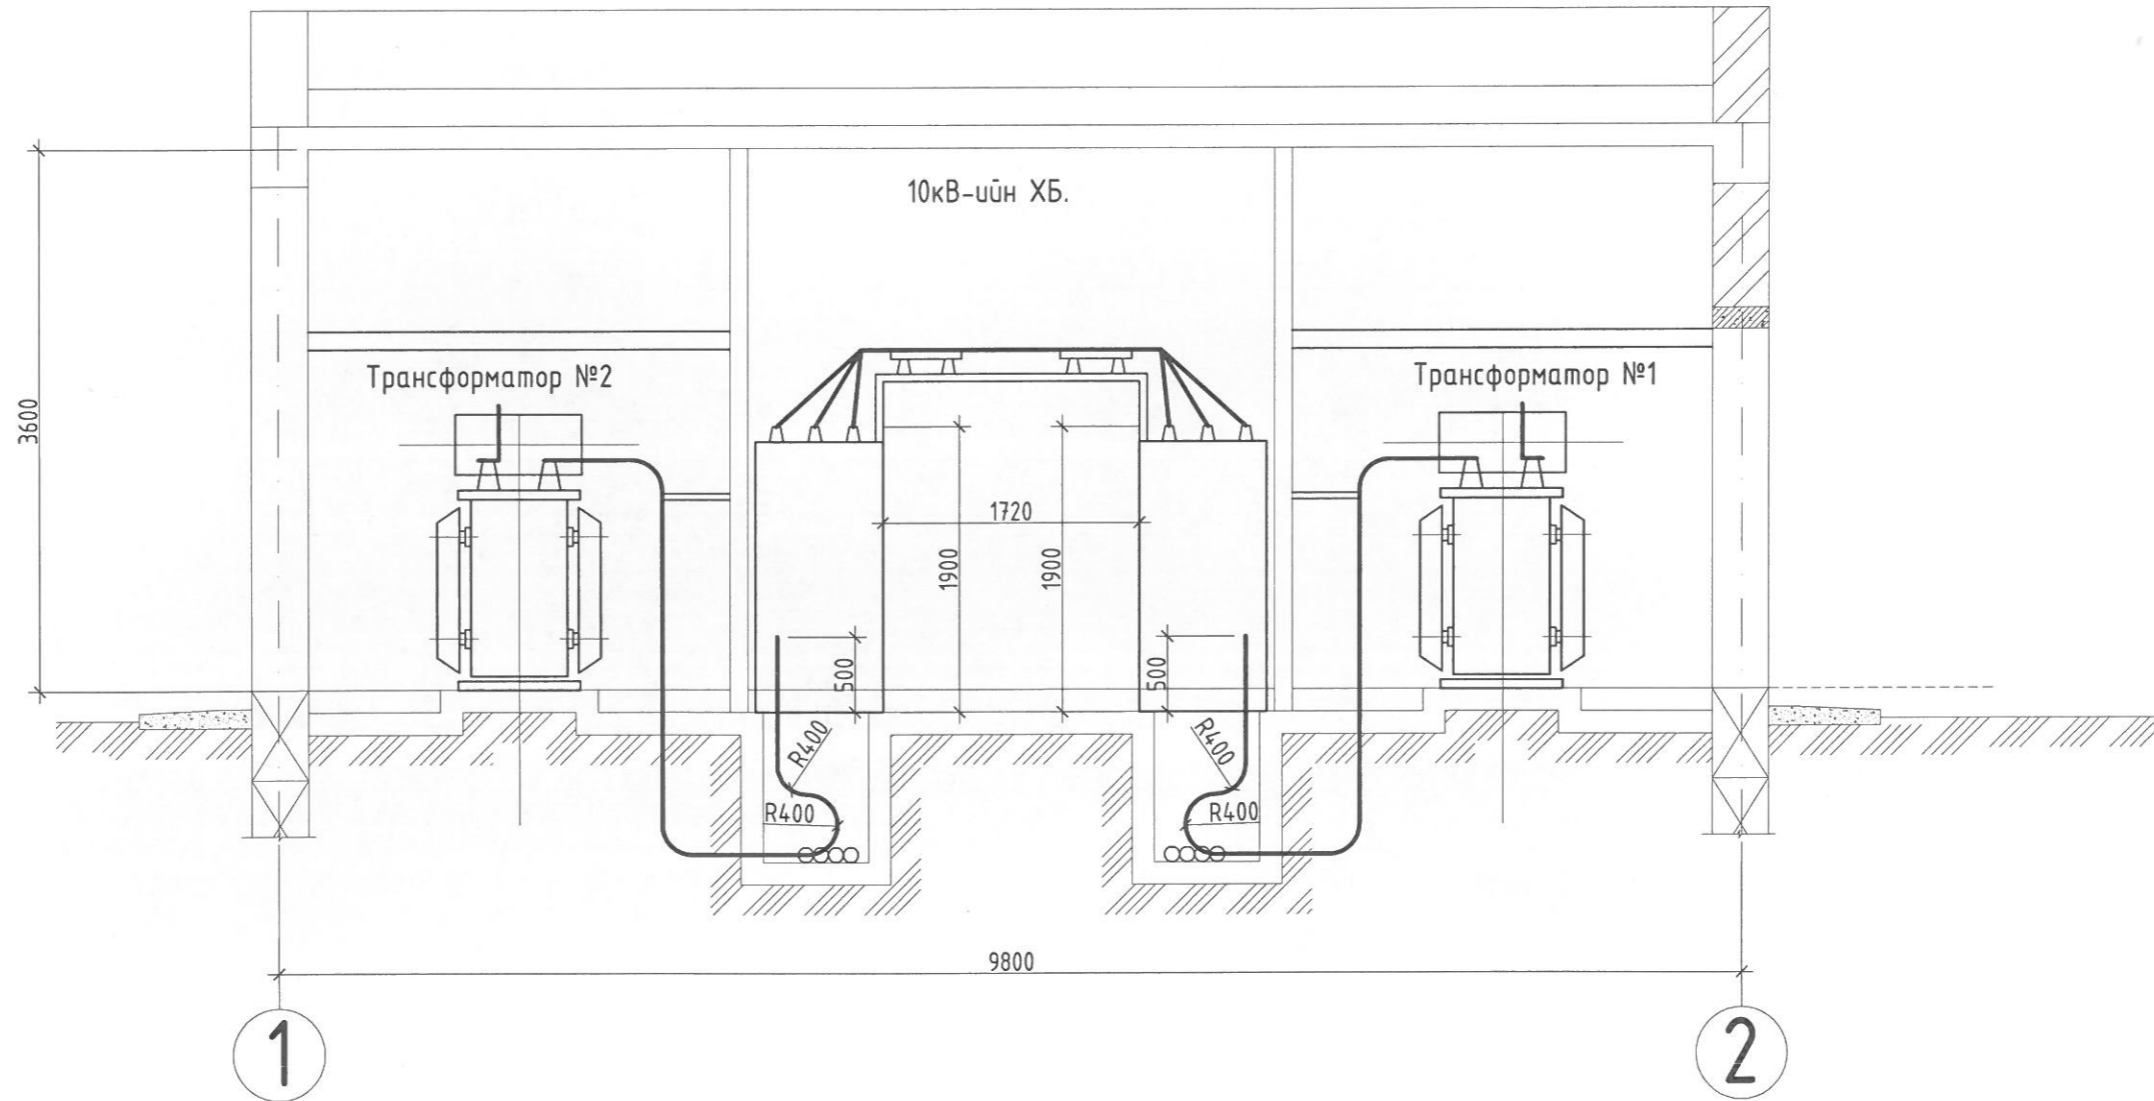 10кВ-ийн ХБ.
Трансформатор №2
Трансформатор №1
3600
1720
1900
1900
500
500
R400
R400
R400
R400
9800
1
2